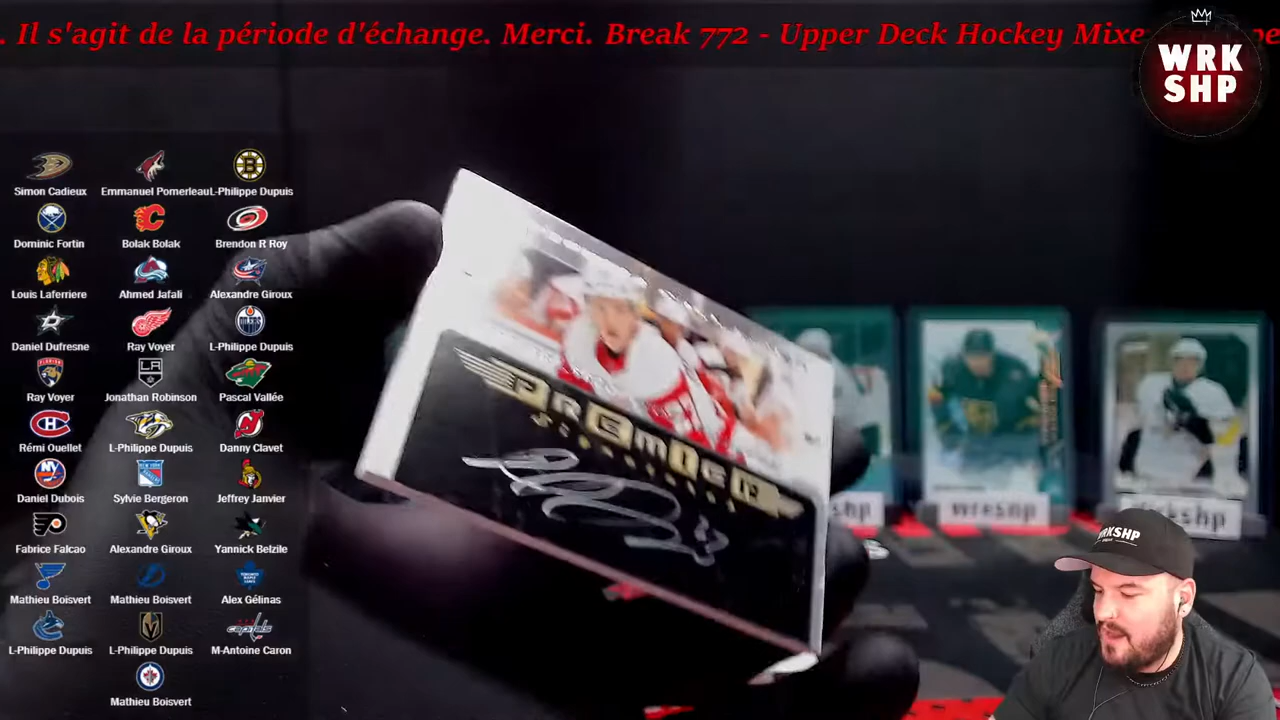 . Il s'agit de la période d'échange. Merci. Break 772 - Upper Deck Hockey Mixe
WRK
SHP
Simon Cadieux Emmanuel Pomerleau L-Philippe Dupuis
Dominic Fortin Bolak Bolak Brendon R Roy
Louis Laferriere Ahmed Jafali Alexandre Giroux
Daniel Dufresne Ray Voyer L-Philippe Dupuis
Ray Voyer Jonathan Robinson Pascal Vallée
Rémi Ouellet L-Philippe Dupuis Danny Clavet
Daniel Dubois Sylvie Bergeron Jeffrey Janvier
Fabrice Falcao Alexandre Giroux Yannick Belzile
Mathieu Boisvert Mathieu Boisvert Alex Gélinas
L-Philippe Dupuis L-Philippe Dupuis M-Antoine Caron
Mathieu Boisvert
PREMIER
WRKSHP